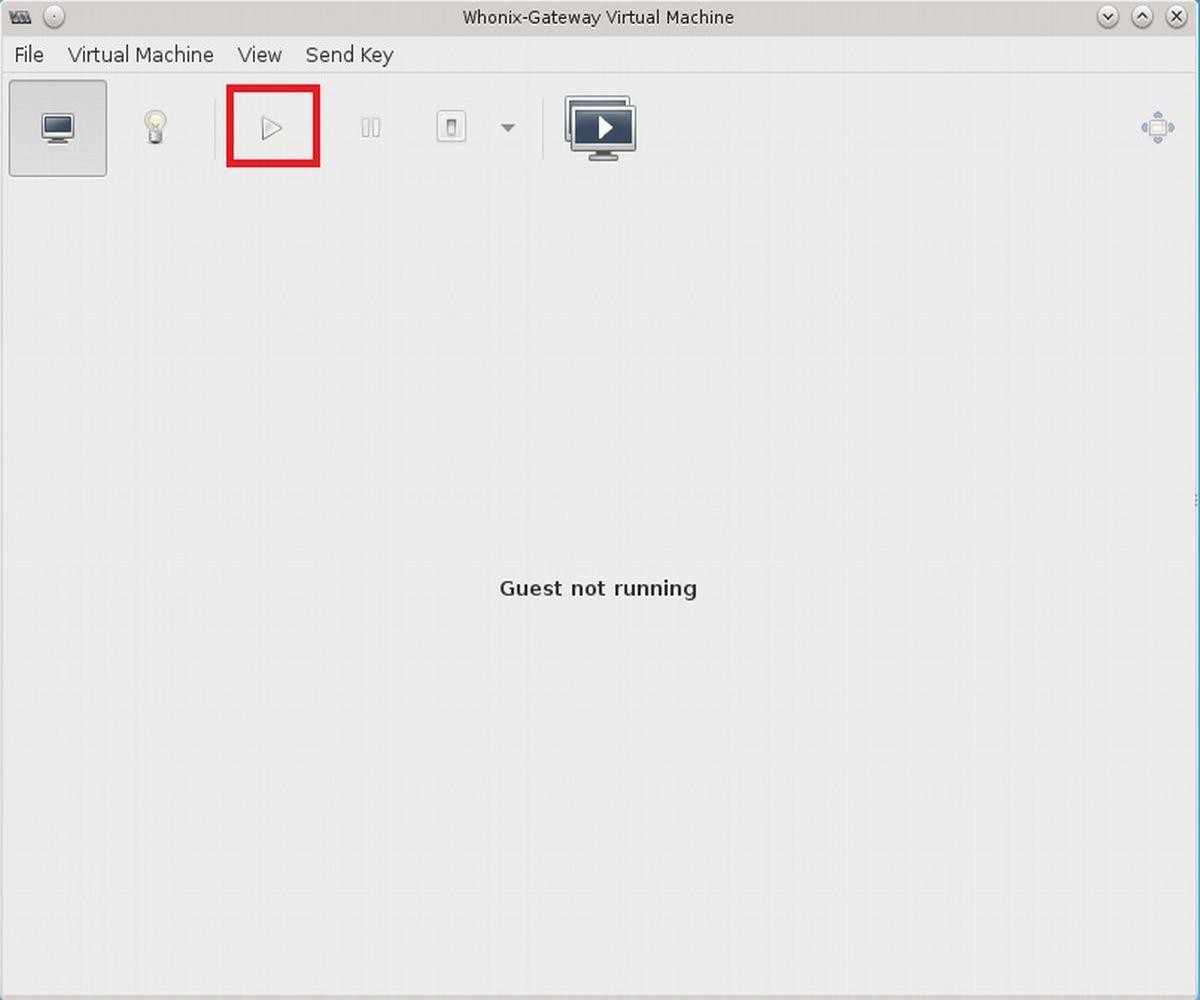 Whonix-Gateway Virtual Machine
File Virtual Machine View Send Key
Guest not running